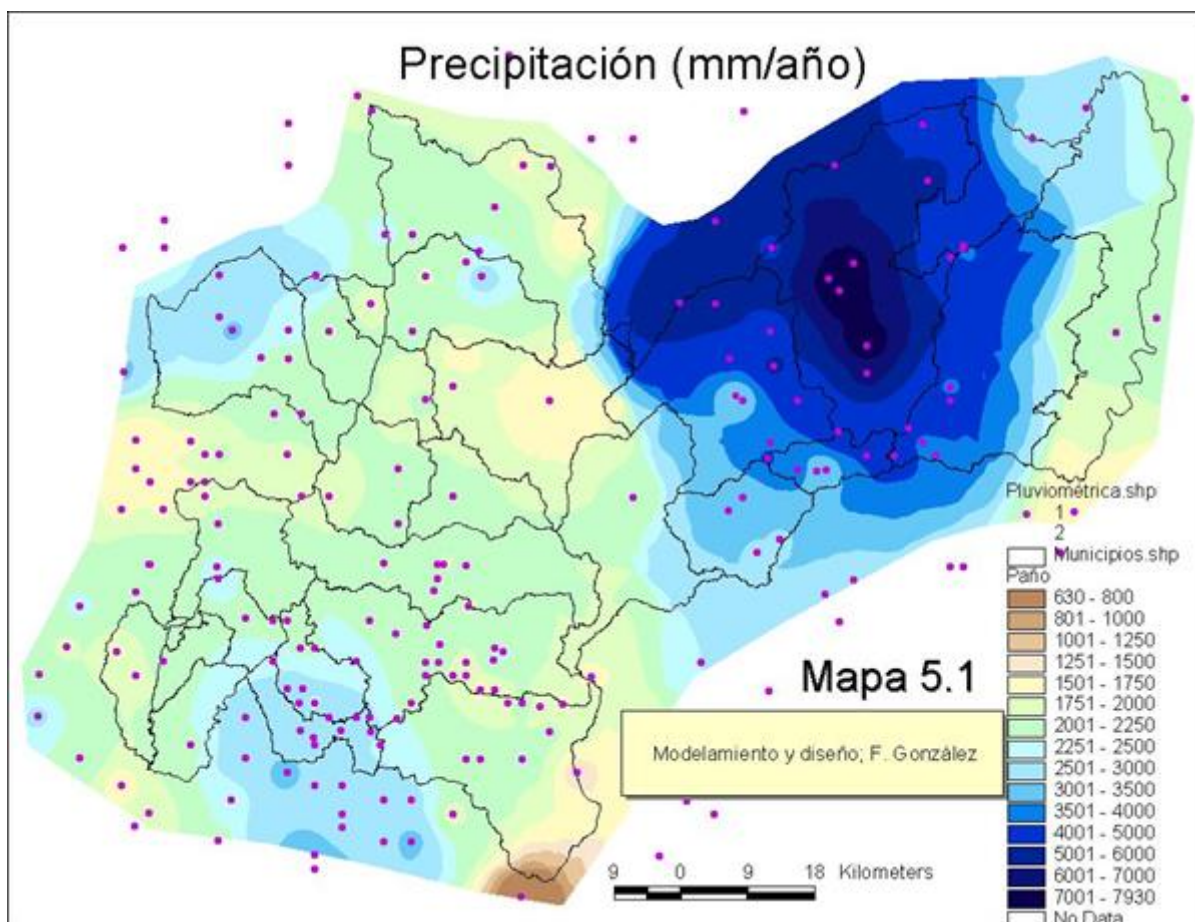 Precipitación (mm/año)
Pluviométrica.shp
1
2
Municipios.shp
Paño
630 - 800
801 - 1000
1001 - 1250
1251 - 1500
1501 - 1750
1751 - 2000
2001 - 2250
2251 - 2500
2501 - 3000
3001 - 3500
3501 - 4000
4001 - 5000
5001 - 6000
6001 - 7000
7001 - 7930
No Data
Mapa 5.1
Modelamiento y diseño; F. González
9 0 9 18 Kilometers